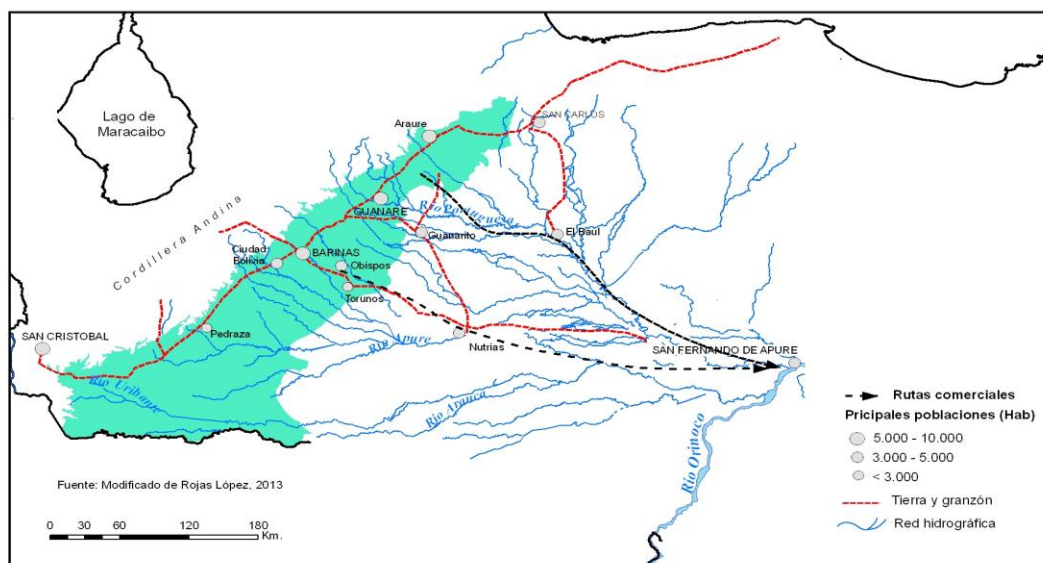 Lago de
Maracaibo
Cordillera Andina
Araure
SAN CARLOS
GUANARE
Río Portuguesa
Guanarito
El Baúl
Ciudad
Bolivia
BARINAS
Obispos
Torunos
Pedraza
SAN CRISTOBAL
Río Uribante
Río Apure
Nutrias
Río Arauca
SAN FERNANDO DE APURE
Río Orinoco
Rutas comerciales
Pricipales poblaciones (Hab)
5.000 - 10.000
3.000 - 5.000
< 3.000
Tierra y granzón
Red hidrográfica
Fuente: Modificado de Rojas López, 2013
0 30 60 120 180
Km.